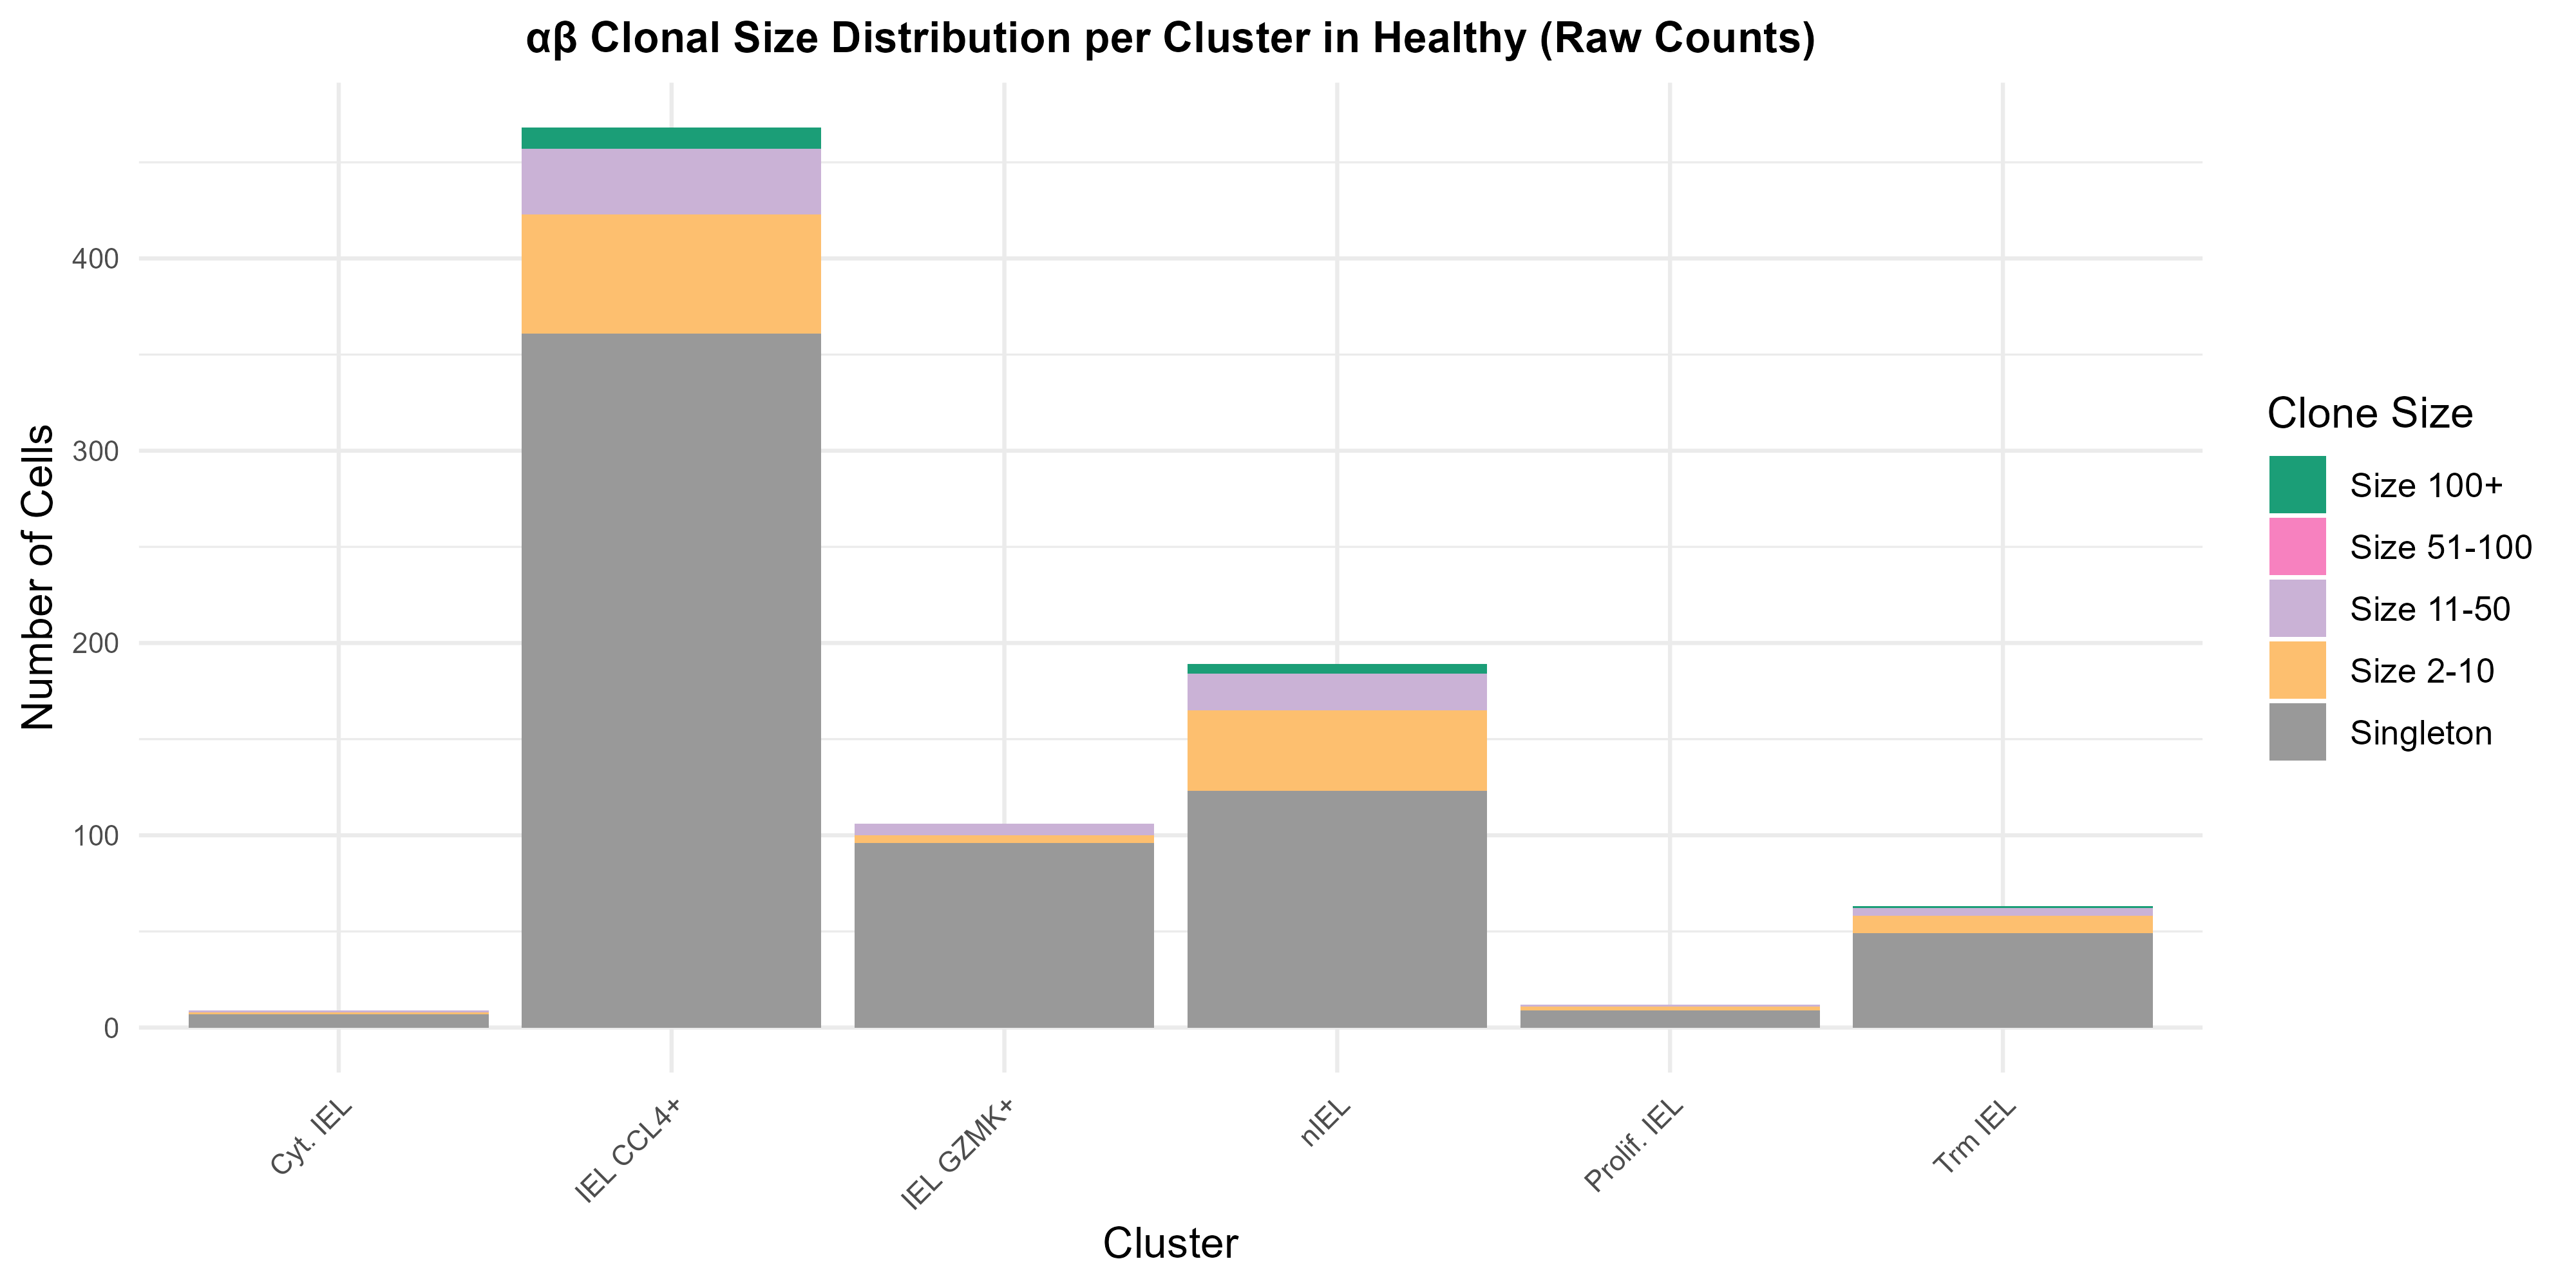 αβ Clonal Size Distribution per Cluster in Healthy (Raw Counts)
Number of Cells
400
300
200
100
0
Cyt. IEL
IEL CCL4+
IEL GZMK+
nIEL
Prolif. IEL
Trm IEL
Cluster
Clone Size
Size 100+
Size 51-100
Size 11-50
Size 2-10
Singleton